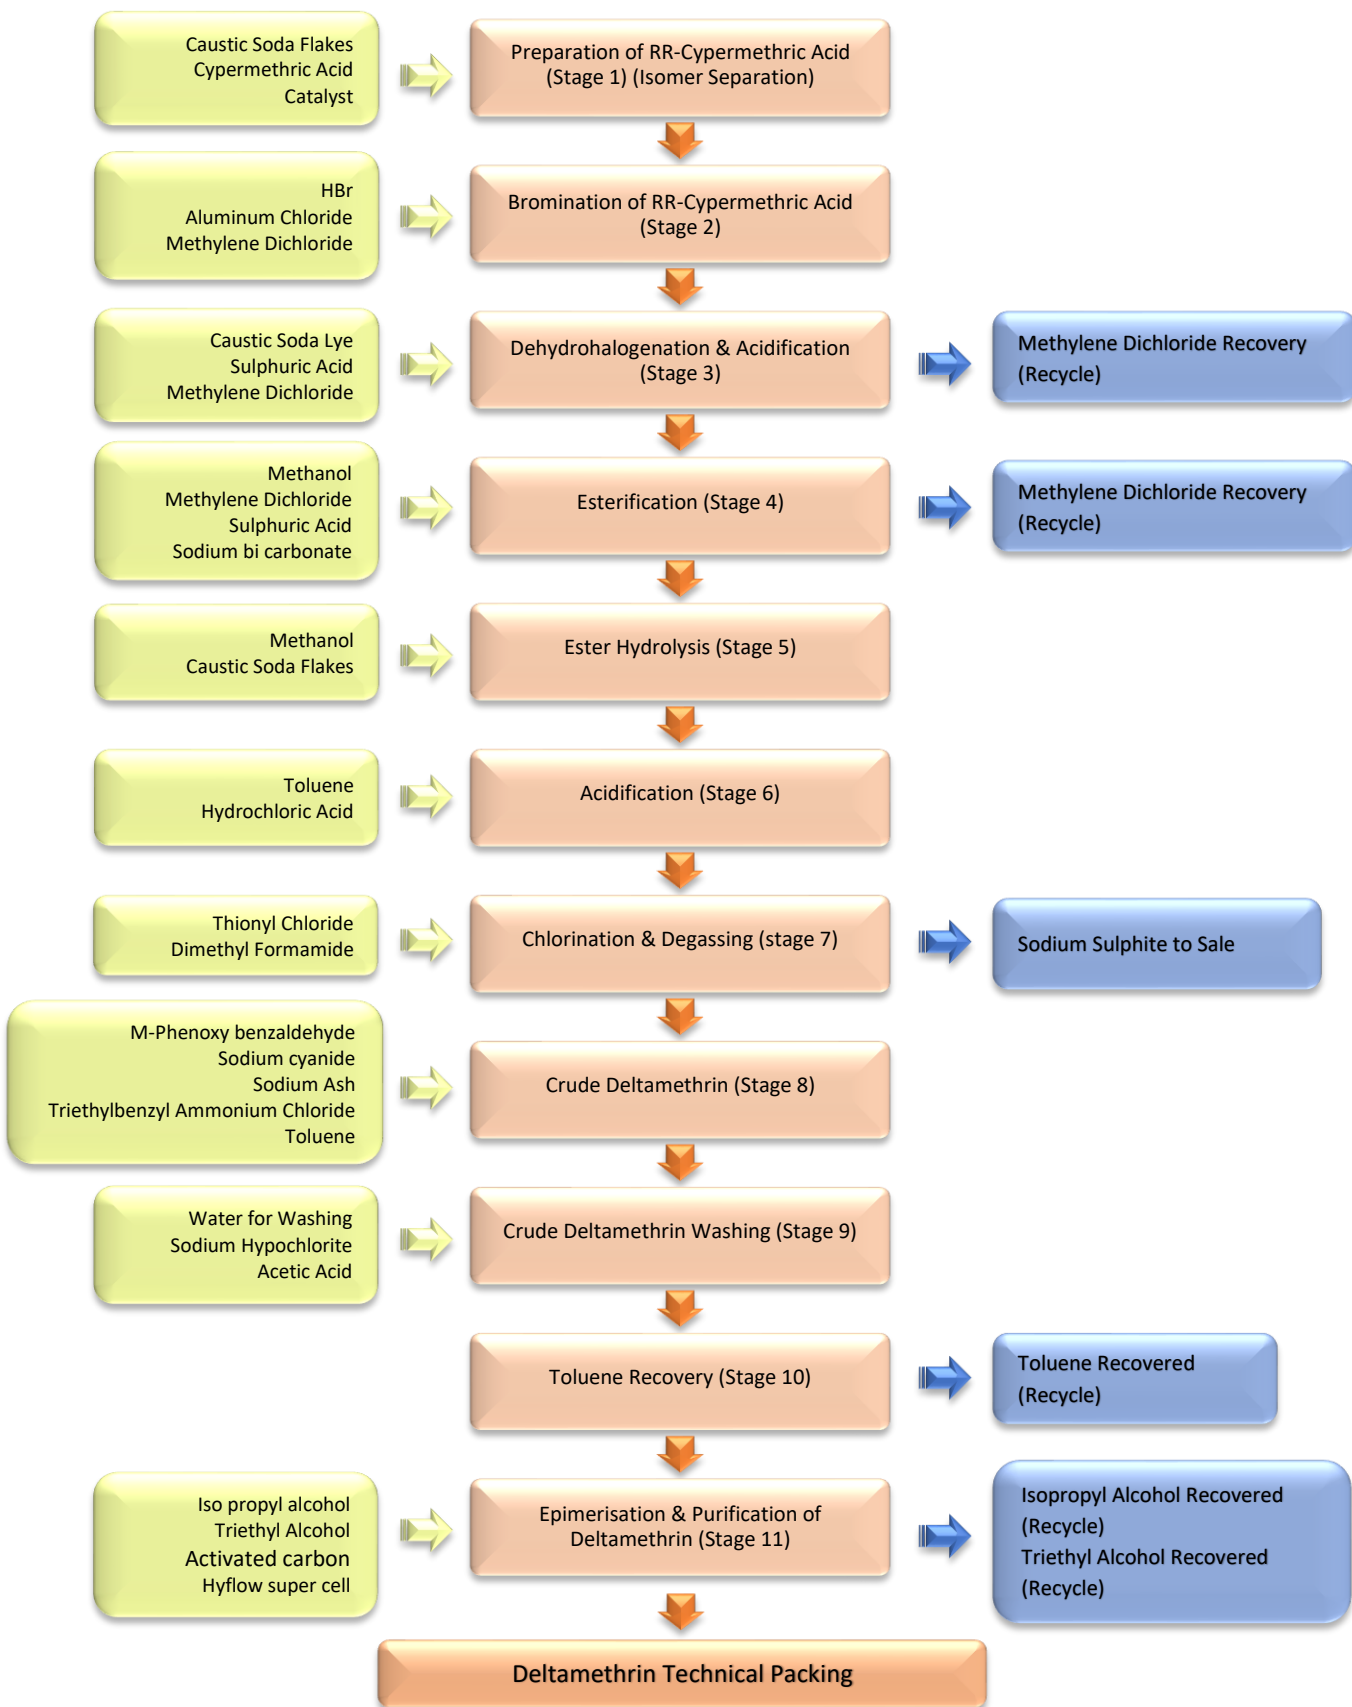 Caustic Soda Flakes
Cypermethric Acid
Catalyst
Preparation of RR-Cypermethric Acid
(Stage 1) (Isomer Separation)
HBr
Aluminum Chloride
Methylene Dichloride
Bromination of RR-Cypermethric Acid
(Stage 2)
Caustic Soda Lye
Sulphuric Acid
Methylene Dichloride
Dehydrohalogenation & Acidification
(Stage 3)
Methylene Dichloride Recovery
(Recycle)
Methanol
Methylene Dichloride
Sulphuric Acid
Sodium bi carbonate
Esterification (Stage 4)
Methylene Dichloride Recovery
(Recycle)
Methanol
Caustic Soda Flakes
Ester Hydrolysis (Stage 5)
Toluene
Hydrochloric Acid
Acidification (Stage 6)
Thionyl Chloride
Dimethyl Formamide
Chlorination & Degassing (stage 7)
Sodium Sulphite to Sale
M-Phenoxy benzaldehyde
Sodium cyanide
Sodium Ash
Triethylbenzyl Ammonium Chloride
Toluene
Crude Deltamethrin (Stage 8)
Water for Washing
Sodium Hypochlorite
Acetic Acid
Crude Deltamethrin Washing (Stage 9)
Toluene Recovery (Stage 10)
Toluene Recovered
(Recycle)
Iso propyl alcohol
Triethyl Alcohol
Activated carbon
Hyflow super cell
Epimerisation & Purification of
Deltamethrin (Stage 11)
Isopropyl Alcohol Recovered
(Recycle)
Triethyl Alcohol Recovered
(Recycle)
Deltamethrin Technical Packing